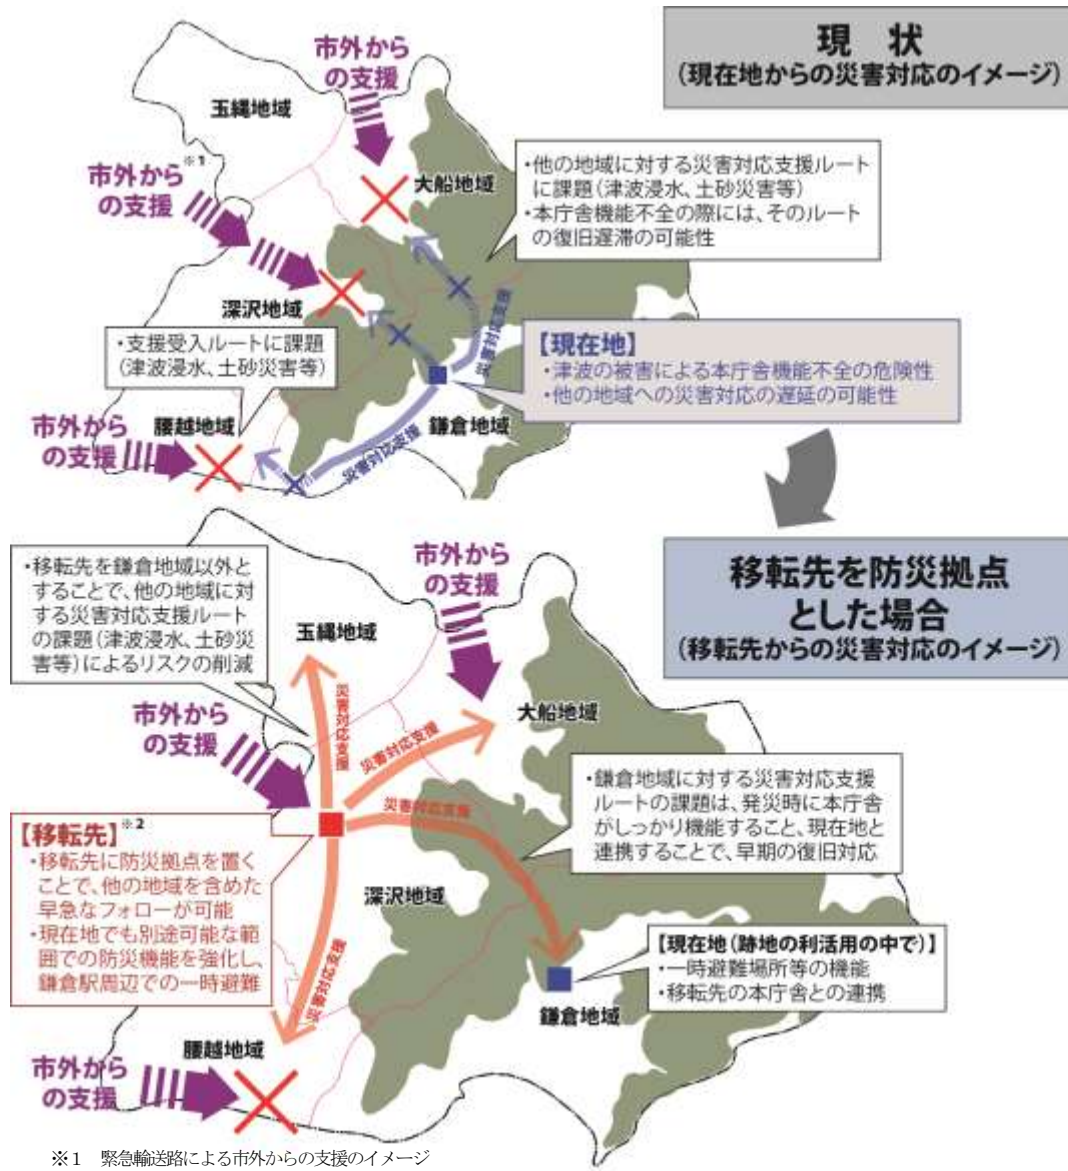 現 状
(現在地からの災害対応のイメージ)
市外から
の支援
玉縄地域
市外から※1
の支援
大船地域
・他の地域に対する災害対応支援ルート
に課題(津波浸水、土砂災害等)
・本庁舎機能不全の際には、そのルート
の復旧遅滞の可能性
深沢地域
・支援受入ルートに課題
(津波浸水、土砂災害等)
災害対応支援
【現在地】
・津波の被害による本庁舎機能不全の危険性
・他の地域への災害対応の遅延の可能性
市外から
の支援
腰越地域
鎌倉地域
災害対応支援
移転先を防災拠点
とした場合
(移転先からの災害対応のイメージ)
・移転先を鎌倉地域以外と
することで、他の地域に対
する災害対応支援ルート
の課題(津波浸水、土砂災
害等)によるリスクの削減
市外から
の支援
玉縄地域
災害対応支援
市外から
の支援
大船地域
災害対応支援
災害対応支援
・鎌倉地域に対する災害対応支援
ルートの課題は、発災時に本庁舎
がしっかり機能すること、現在地と
連携することで、早期の復旧対応
【移転先】※2
・移転先に防災拠点を置く
ことで、他の地域を含めた
早急なフォローが可能
・現在地でも別途可能な範
囲での防災機能を強化し、
鎌倉駅周辺での一時避難
深沢地域
災害対応支援
【現在地(跡地の利活用の中で)】
・一時避難場所等の機能
・移転先の本庁舎との連携
鎌倉地域
腰越地域
市外から
の支援
※1 緊急輸送路による市外からの支援のイメージ